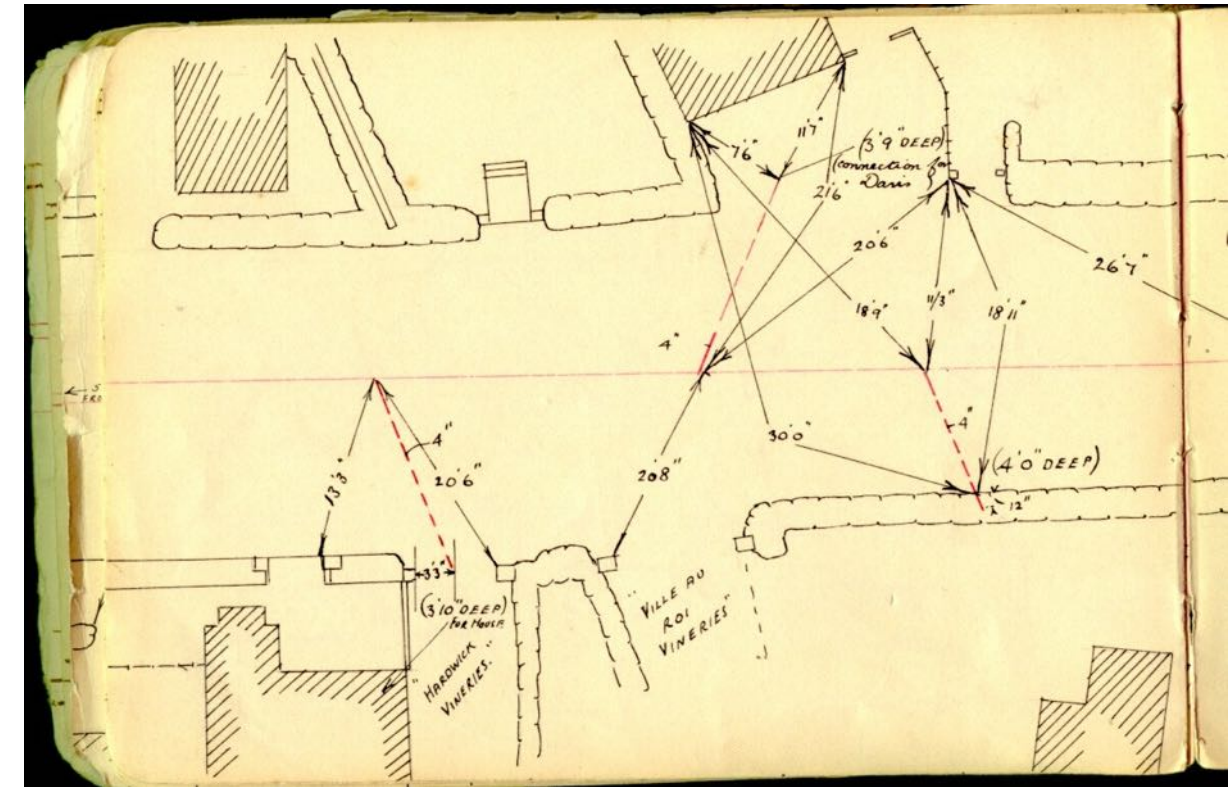 11'7"
7'6"
(3'9" DEEP)
(connection for
Davis)
21'6"
20'6"
26'7"
18'9"
11'3"
18'11"
4"
S
4"
4"
30'0"
(4'0" DEEP)
12"
13'3"
20'6"
20'8"
3'3"
(3'10" DEEP)
FOR HOUSE
"HARDWICK
VINERIES."
"VILLE AU
ROI
VINERIES"